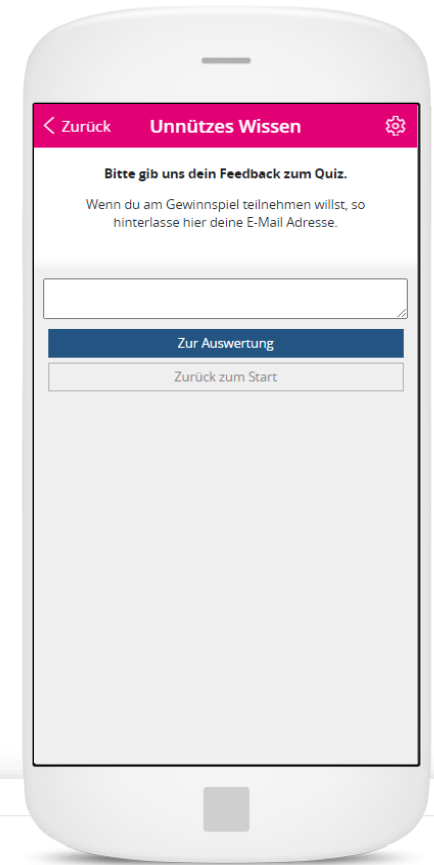 Zurück Unnützes Wissen
Bitte gib uns dein Feedback zum Quiz.
Wenn du am Gewinnspiel teilnehmen willst, so
hinterlasse hier deine E-Mail Adresse.
Zur Auswertung
Zurück zum Start